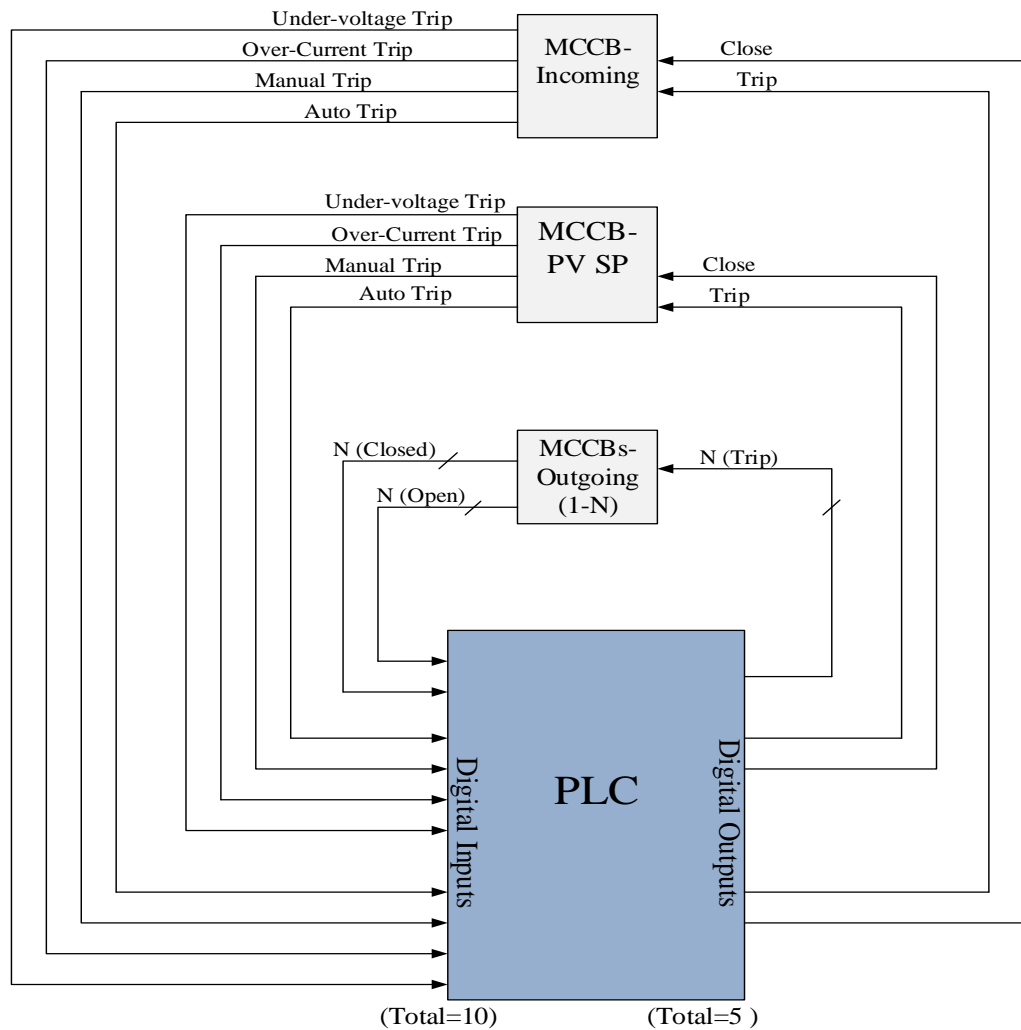 Under-voltage Trip
Over-Current Trip
Manual Trip
Auto Trip
MCCB-
Incoming
Close
Trip
Under-voltage Trip
Over-Current Trip
Manual Trip
Auto Trip
MCCB-
PV SP
Close
Trip
N (Closed)
N (Open)
MCCBs-
Outgoing
(1-N)
N (Trip)
Digital Inputs
PLC
Digital Outputs
(Total=10)
(Total=5 )